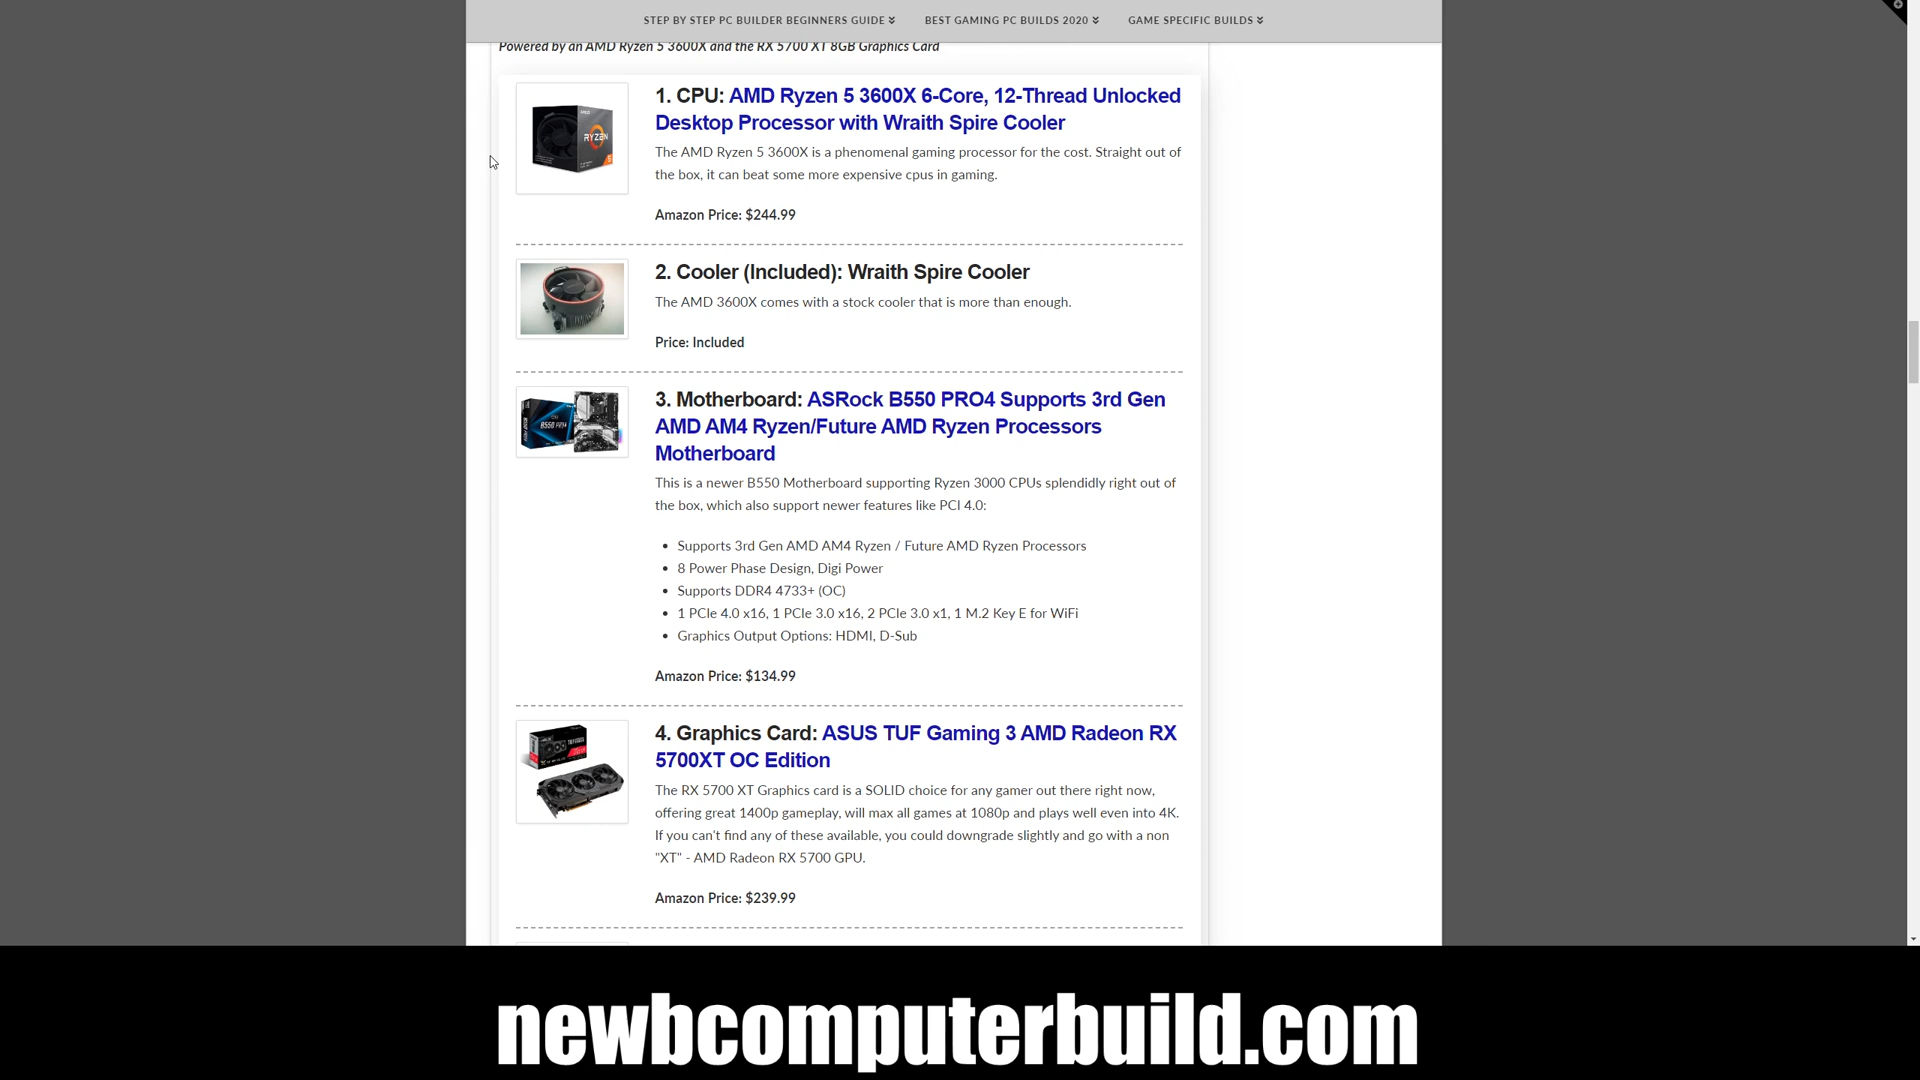 STEP BY STEP PC BUILDER BEGINNERS GUIDE BEST GAMING PC BUILDS 2020 GAME SPECIFIC BUILDS
Powered by an AMD Ryzen 5 3600X and the RX 5700 XT 8GB Graphics Card
1. CPU: AMD Ryzen 5 3600X 6-Core, 12-Thread Unlocked
Desktop Processor with Wraith Spire Cooler
The AMD Ryzen 5 3600X is a phenomenal gaming processor for the cost. Straight out of
the box, it can beat some more expensive cpus in gaming.
RYZEN
5
Amazon Price: $244.99
2. Cooler (Included): Wraith Spire Cooler
The AMD 3600X comes with a stock cooler that is more than enough.
Price: Included
3. Motherboard: ASRock B550 PRO4 Supports 3rd Gen
AMD AM4 Ryzen/Future AMD Ryzen Processors
Motherboard
B550 PRO4
This is a newer B550 Motherboard supporting Ryzen 3000 CPUs splendidly right out of
the box, which also support newer features like PCI 4.0:
• Supports 3rd Gen AMD AM4 Ryzen / Future AMD Ryzen Processors
• 8 Power Phase Design, Digi Power
• Supports DDR4 4733+ (OC)
• 1 PCIe 4.0 x16, 1 PCIe 3.0 x16, 2 PCIe 3.0 x1, 1 M.2 Key E for WiFi
• Graphics Output Options: HDMI, D-Sub
Amazon Price: $134.99
4. Graphics Card: ASUS TUF Gaming 3 AMD Radeon RX
5700XT OC Edition
The RX 5700 XT Graphics card is a SOLID choice for any gamer out there right now,
offering great 1400p gameplay, will max all games at 1080p and plays well even into 4K.
If you can't find any of these available, you could downgrade slightly and go with a non
"XT" - AMD Radeon RX 5700 GPU.
Amazon Price: $239.99
newbcomputerbuild.com